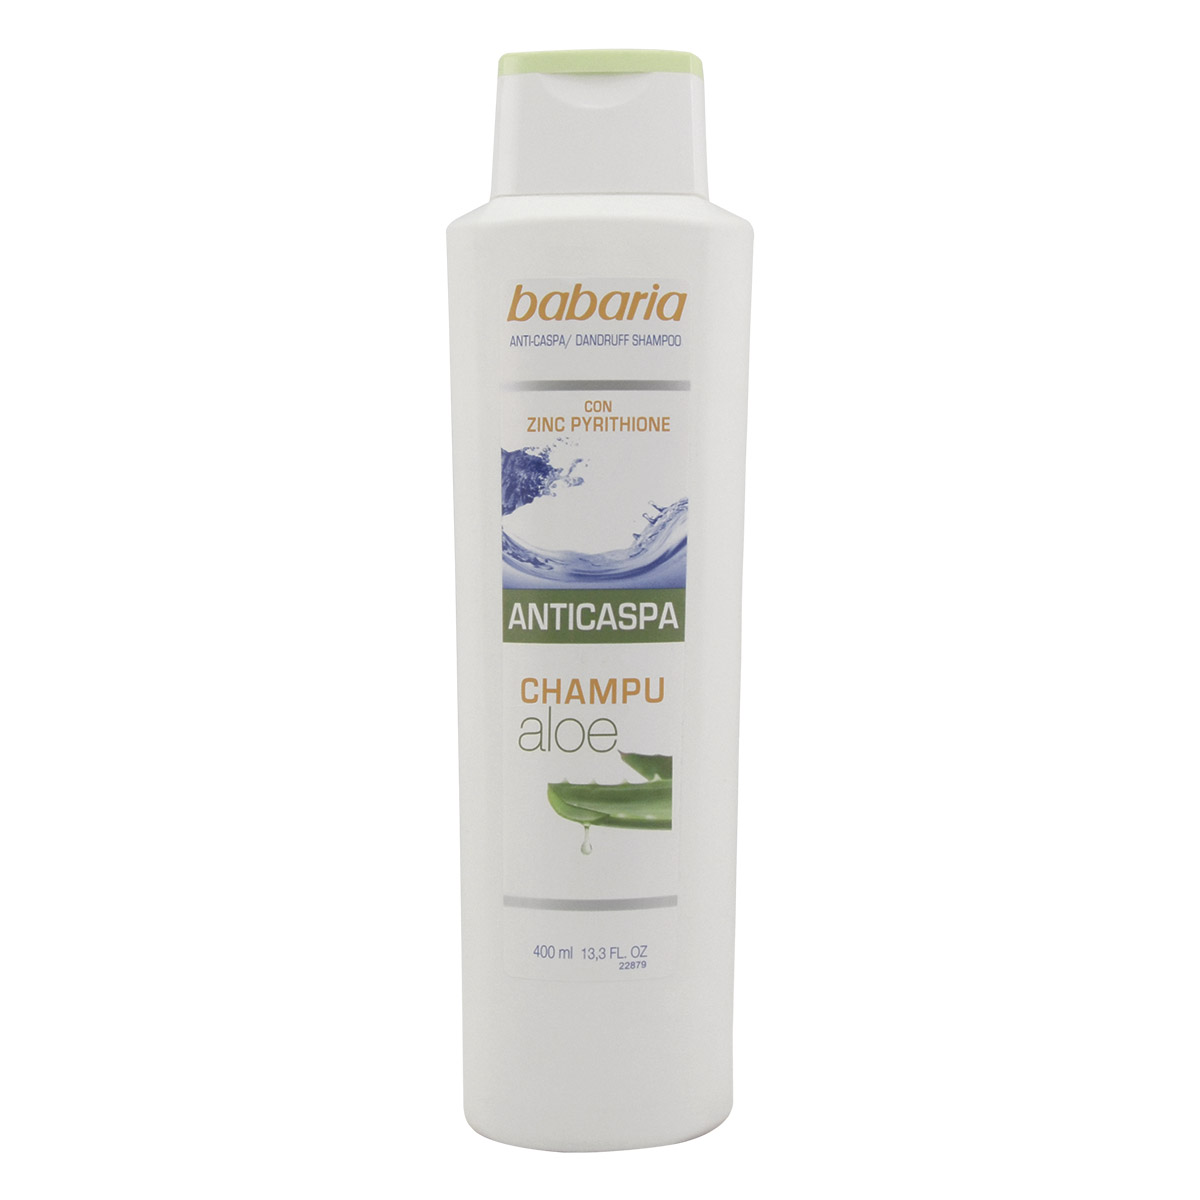 babaria
ANTI-CASPA/ DANDRUFF SHAMPOO
CON
ZINC PYRITHIONE
ANTICASPA
CHAMPU
aloe
400 ml 13,3 FL. OZ
22879